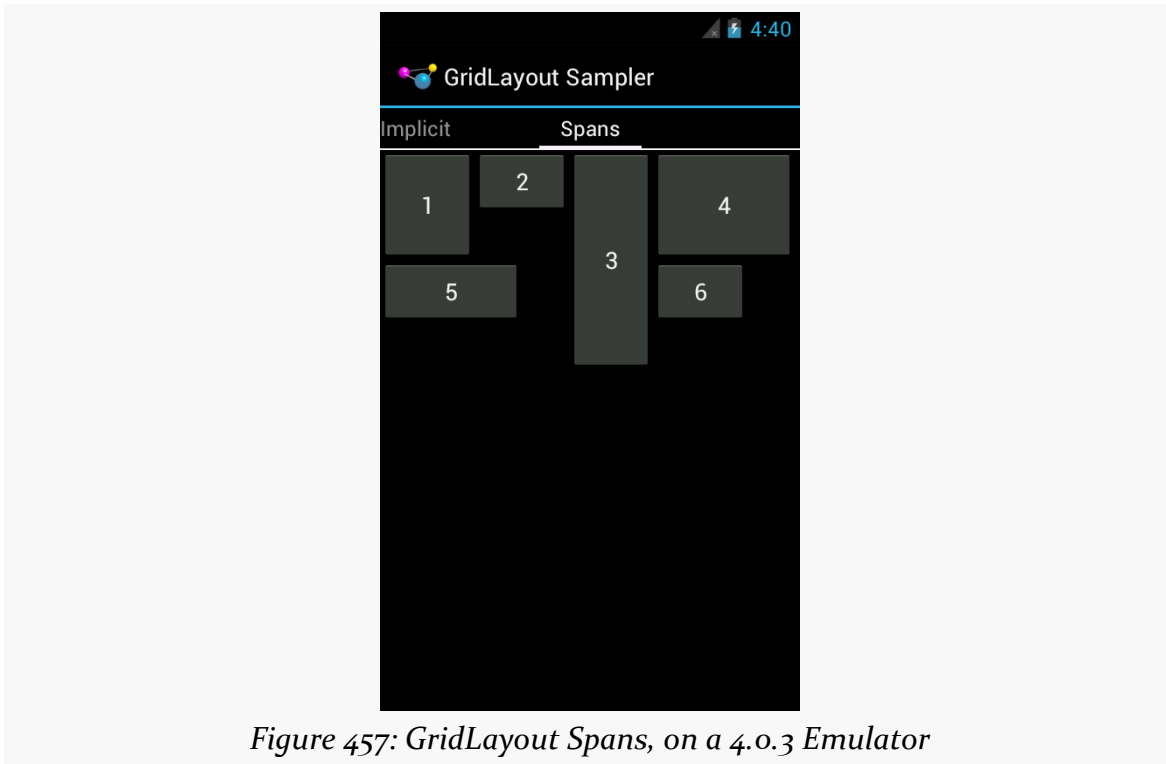 4:40
GridLayout Sampler
Implicit Spans
1 2 3 4
5 6
Figure 457: GridLayout Spans, on a 4.0.3 Emulator